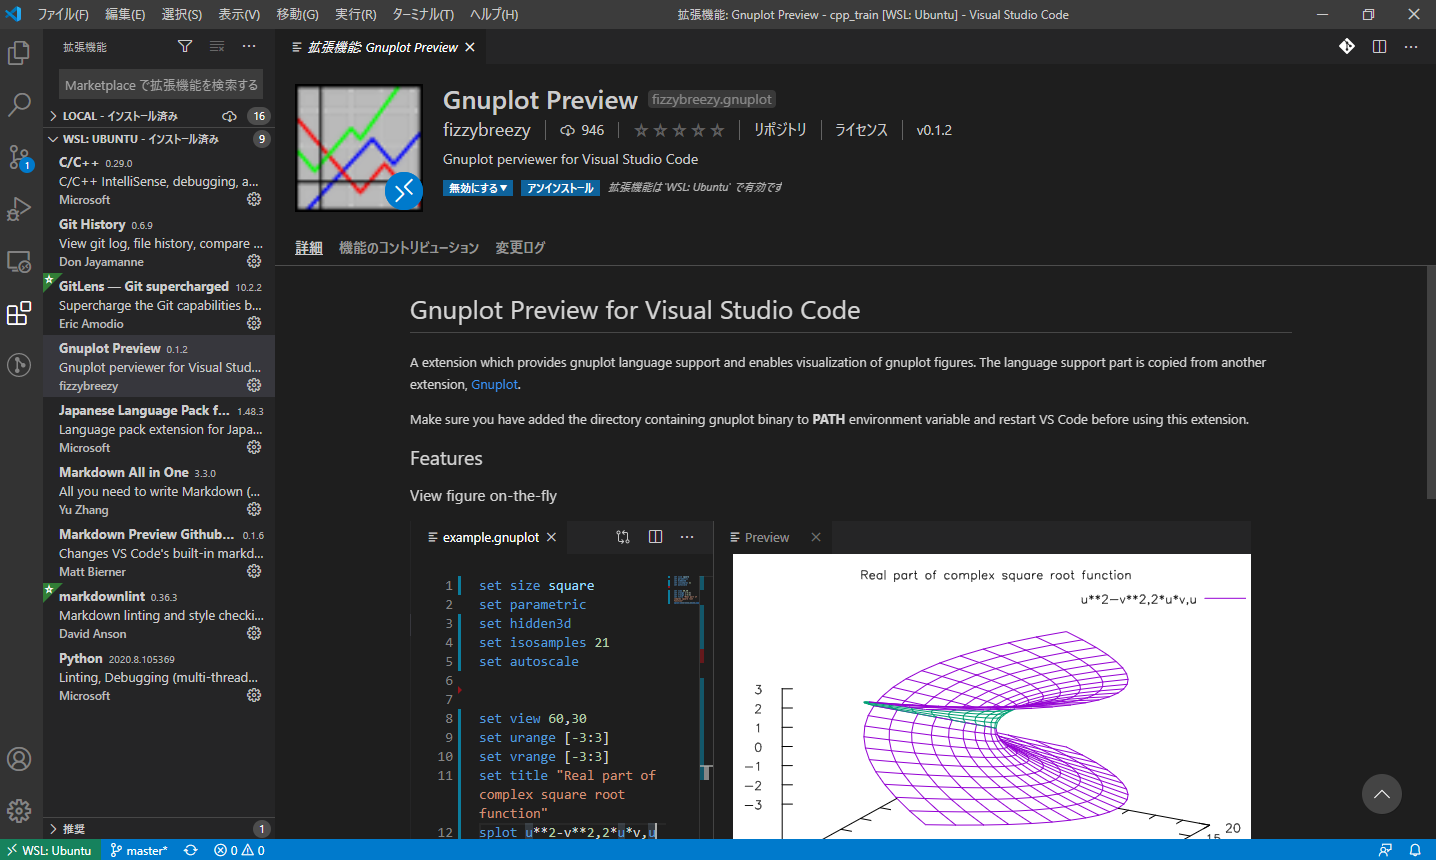 ファイル(F) 編集(E) 選択(S) 表示(V) 移動(G) 実行(R) ターミナル(T) ヘルプ(H) 拡張機能: Gnuplot Preview - cpp_train [WSL: Ubuntu] - Visual Studio Code
拡張機能
Marketplace で拡張機能を検索する
LOCAL - インストール済み 16
WSL: UBUNTU - インストール済み 9
C/C++ 0.29.0
C/C++ IntelliSense, debugging, a...
Microsoft
Git History 0.6.9
View git log, file history, compare ...
Don Jayamanne
GitLens — Git supercharged 10.2.2
Supercharge the Git capabilities b...
Eric Amodio
Gnuplot Preview 0.1.2
Gnuplot perviewer for Visual Stud...
fizzybreezy
Japanese Language Pack f... 1.48.3
Language pack extension for Japa...
Microsoft
Markdown All in One 3.3.0
All you need to write Markdown (...
Yu Zhang
Markdown Preview Github... 0.1.6
Changes VS Code's built-in markd...
Matt Bierner
markdownlint 0.36.3
Markdown linting and style checki...
David Anson
Python 2020.8.105369
Linting, Debugging (multi-thread...
Microsoft
推奨 1
1
拡張機能: Gnuplot Preview
Gnuplot Preview fizzybreezy.gnuplot
fizzybreezy 946 リポジトリ ライセンス v0.1.2
Gnuplot perviewer for Visual Studio Code
無効にする アンインストール 拡張機能は 'WSL: Ubuntu' で有効です
詳細 機能のコントリビューション 変更ログ
Gnuplot Preview for Visual Studio Code
A extension which provides gnuplot language support and enables visualization of gnuplot figures. The language support part is copied from another
extension, Gnuplot.
Make sure you have added the directory containing gnuplot binary to PATH environment variable and restart VS Code before using this extension.
Features
View figure on-the-fly
example.gnuplot
1 set size square
2 set parametric
3 set hidden3d
4 set isosamples 21
5 set autoscale
6
7
8 set view 60,30
9 set urange [-3:3]
10 set vrange [-3:3]
11 set title "Real part of
complex square root
function"
12 splot u**2-v**2,2*u*v,u
Preview
Real part of complex square root function
u**2-v**2,2*u*v,u
3
2
1
0
-1
-2
-3
20
15
WSL: Ubuntu master* 0 0